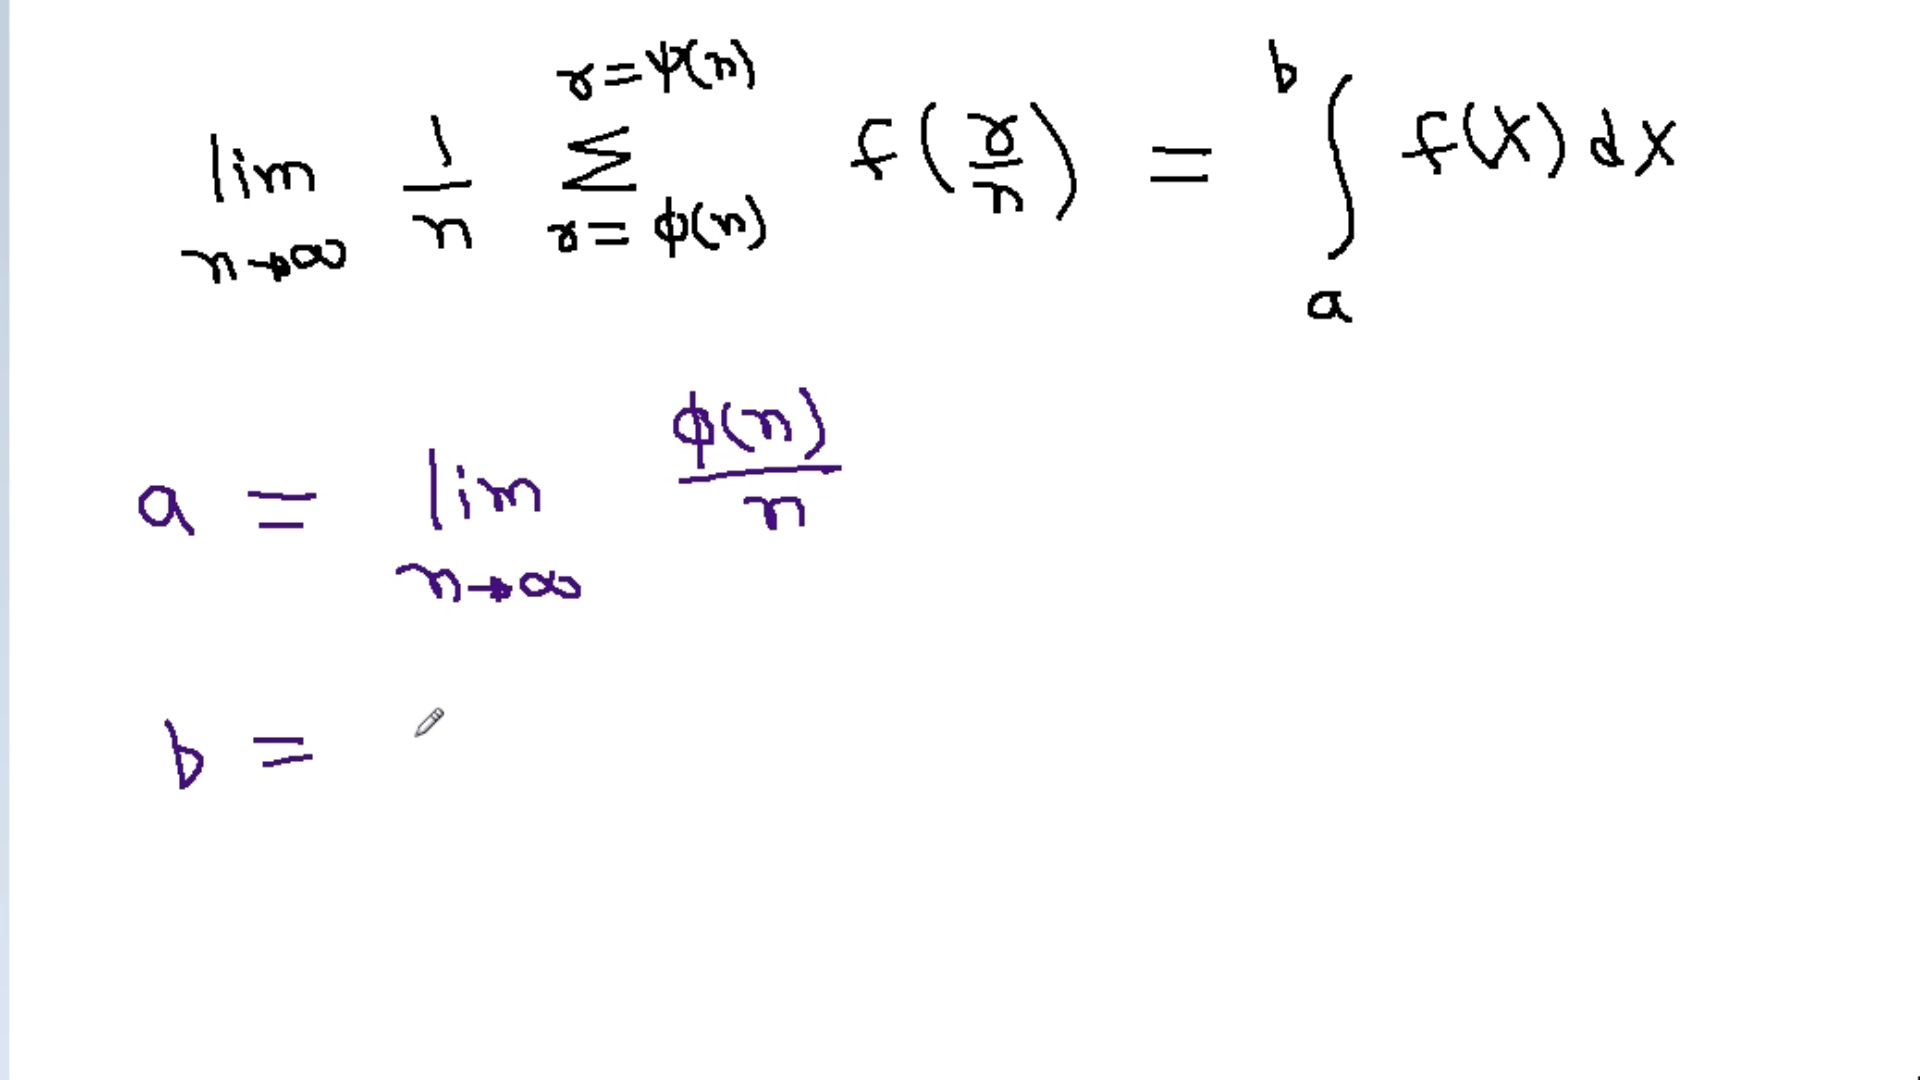 lim n→∞ 1/n Σ r=φ(n) r=ψ(n) f(r/n) = ∫ a b f(x) dx
a = lim n→∞ φ(n)/n
b =